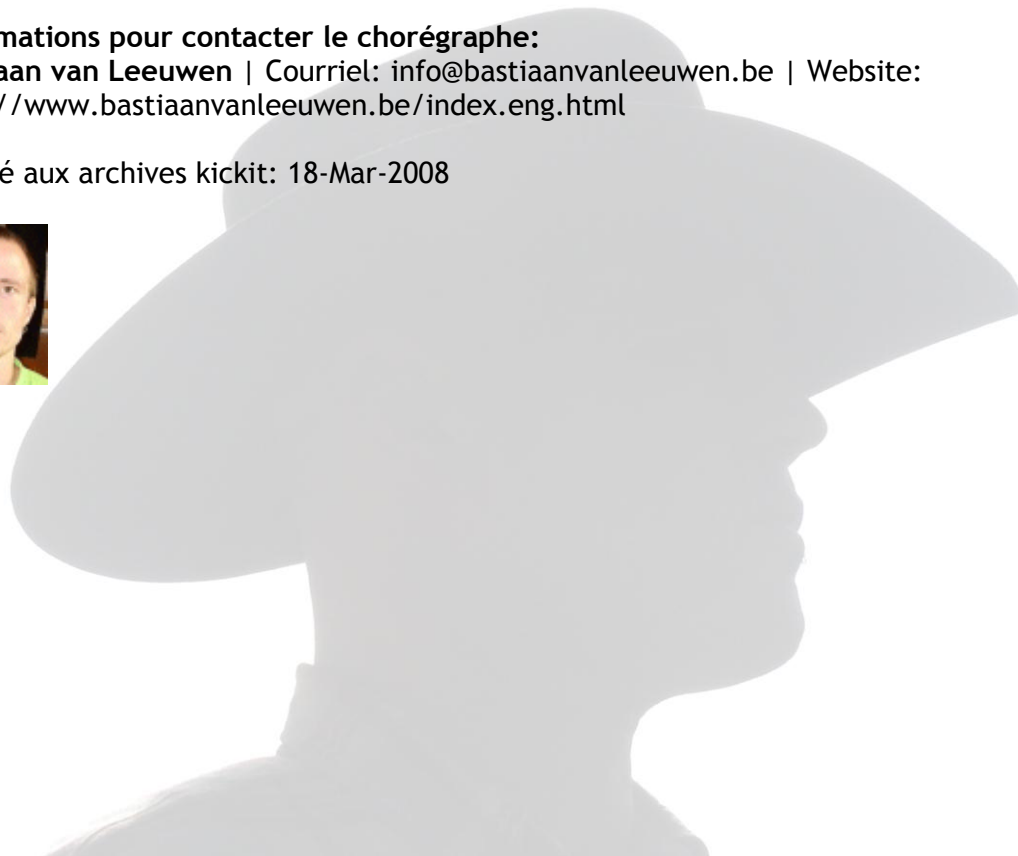 mations pour contacter le chorégraphe:
aan van Leeuwen | Courriel: info@bastiaanvanleeuwen.be | Website:
//www.bastiaanvanleeuwen.be/index.eng.html
é aux archives kickit: 18-Mar-2008